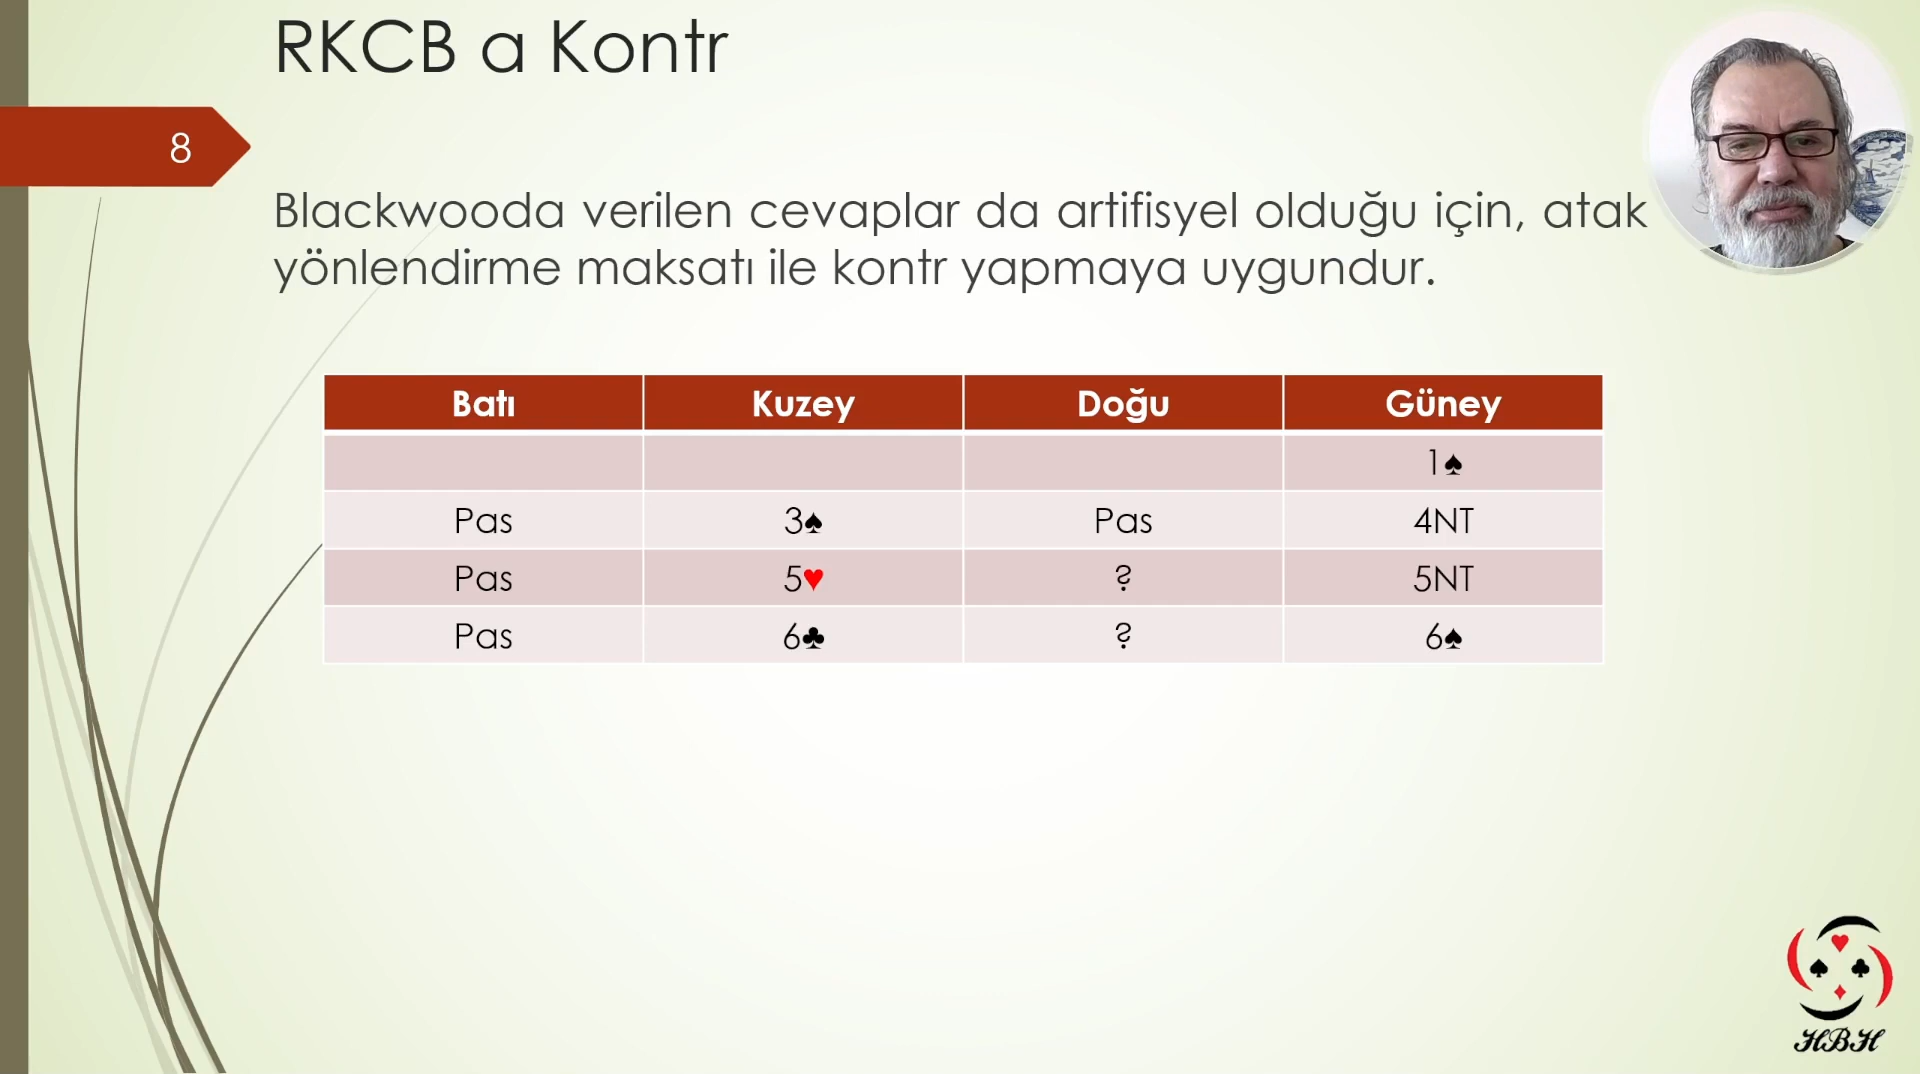 RKCB a Kontr
8
Blackwooda verilen cevaplar da artifisyel olduğu için, atak
yönlendirme maksatı ile kontr yapmaya uygundur.
Batı Kuzey Doğu Güney
1♠
Pas 3♠ Pas 4NT
Pas 5♥ ? 5NT
Pas 6♣ ? 6♠
HBH